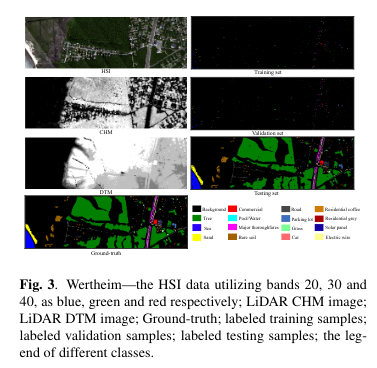 HSI
Training set
CHM
Validation set
DTM
Testing set
Background
Commercial
Road
Residential coffee
Tree
Pool/Water
Parking lot
Residential grey
Sea
Major thoroughfares
Grass
Solar panel
Sand
Bare soil
Car
Electric wire
Ground-truth
Fig. 3. Wertheim—the HSI data utilizing bands 20, 30 and
40, as blue, green and red respectively; LiDAR CHM image;
LiDAR DTM image; Ground-truth; labeled training samples;
labeled validation samples; labeled testing samples; the leg-
end of different classes.